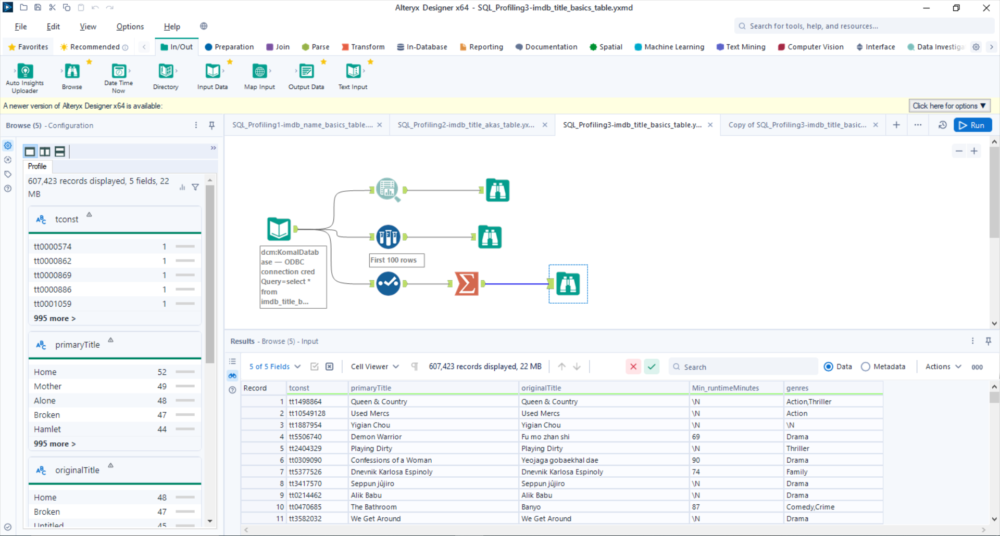 Alteryx Designer x64 - SQL_Profiling3-imdb_title_basics_table.yxmd
File Edit View Options Help
Search for tools, help, and resources...
Favorites Recommended In/Out Preparation Join Parse Transform In-Database Reporting Documentation Spatial Machine Learning Text Mining Computer Vision Interface Data Investiga
Auto Insights Uploader
Browse
Date Time Now
Directory
Input Data
Map Input
Output Data
Text Input
A newer version of Alteryx Designer x64 is available:
Click here for options ▼
Browse (5) - Configuration
SQL_Profiling1-imdb_name_basics_table....
SQL_Profiling2-imdb_title_akas_table.yx...
SQL_Profiling3-imdb_title_basics_table.y...
Copy of SQL_Profiling3-imdb_title_basic...
Run
Profile
607,423 records displayed, 5 fields, 22
MB
ABC tconst
tt0000574 1
tt0000862 1
tt0000869 1
tt0000886 1
tt0001059 1
995 more >
ABC primaryTitle
Home 52
Mother 49
Alone 48
Broken 47
Hamlet 44
995 more >
ABC originalTitle
Home 48
Broken 47
Untitled 45
dcm:KomalDatab
ase — ODBC
connection cred
Query=select *
from
imdb_title_b...
First 100 rows
Results - Browse (5) - Input
5 of 5 Fields Cell Viewer 607,423 records displayed, 22 MB Search Data Metadata Actions 000
Record tconst primaryTitle originalTitle Min_runtimeMinutes genres
1 tt1498864 Queen & Country Queen & Country \N Action,Thriller
2 tt10549128 Used Mercs Used Mercs \N Action
3 tt1887954 Yigian Chou Yigian Chou \N \N
4 tt5506740 Demon Warrior Fu mo zhan shi 69 Drama
5 tt2404329 Playing Dirty Playing Dirty \N Thriller
6 tt0309090 Confessions of a Woman Yeojaga gobaekhal dae 90 Drama
7 tt5377526 Dnevnik Karlosa Espinoly Dnevnik Karlosa Espinoly 74 Family
8 tt3417570 Seppun jûjiro Seppun jûjiro \N Drama
9 tt0214462 Alik Babu Alik Babu \N Drama
10 tt0470685 The Bathroom Banyo 87 Comedy,Crime
11 tt3582032 We Get Around We Get Around \N Drama